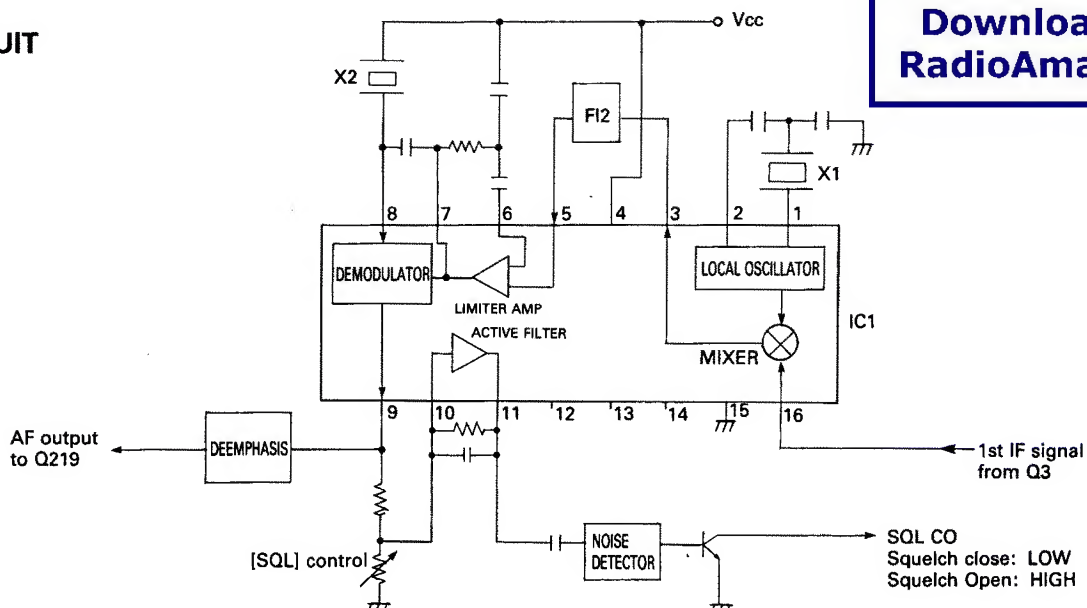 UIT
Downloa
RadioAma
Vcc
X2
FI2
X1
8
7
6
5
4
3
2
1
DEMODULATOR
LIMITER AMP
LOCAL OSCILLATOR
IC1
ACTIVE FILTER
MIXER
9
10
11
12
13
14
15
16
AF output
to Q219
DEEMPHASIS
1st IF signal
from Q3
[SQL] control
NOISE
DETECTOR
SQL CO
Squelch close: LOW
Squelch Open: HIGH